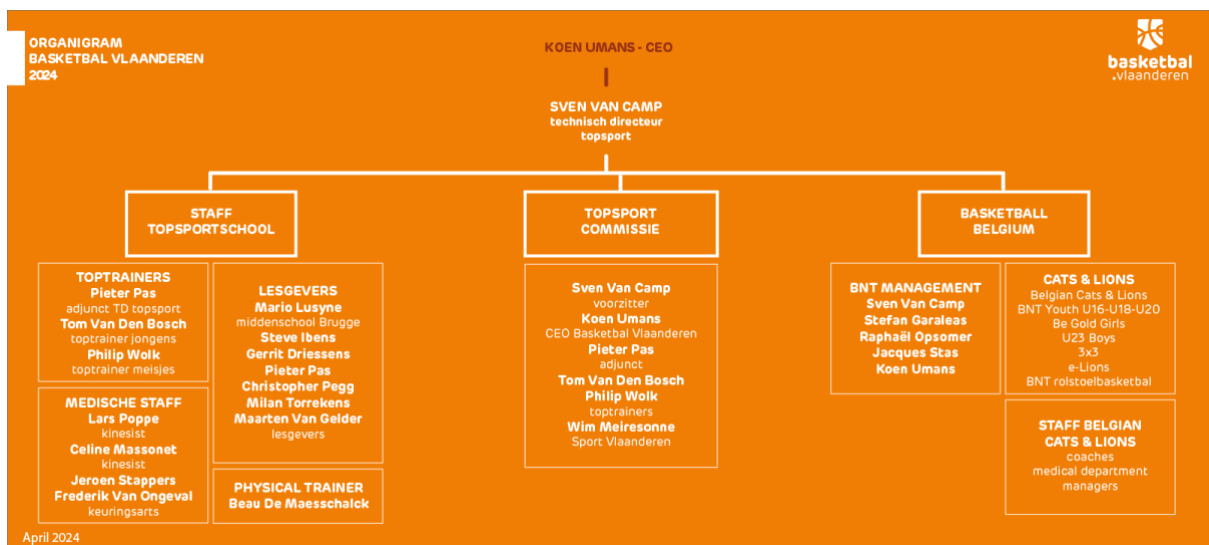 ORGANIGRAM
BASKETBAL VLAANDEREN
2024
KOEN UMANS - CEO
basketbal
.vlaanderen
SVEN VAN CAMP
technisch directeur
topsport
STAFF
TOPSPORTSCHOOL
TOPTRAINERS
Pieter Pas
adjunct TD topsport
Tom Van Den Bosch
toptrainer jongens
Philip Wolk
toptrainer meisjes
MEDISCHE STAFF
Lars Poppe
kinesist
Celine Massonet
kinesist
Jeroen Stappers
Frederik Van Ongeval
keuringsarts
LESGEVERS
Mario Lusyne
middenschool Brugge
Steve Ibens
Gerrit Driessens
Pieter Pas
Christopher Pegg
Milan Torrekens
Maarten Van Gelder
lesgevers
PHYSICAL TRAINER
Beau De Maesschalck
TOPSPORT
COMMISSIE
Sven Van Camp
voorzitter
Koen Umans
CEO Basketbal Vlaanderen
Pieter Pas
adjunct
Tom Van Den Bosch
Philip Wolk
toptrainers
Wim Meiresonne
Sport Vlaanderen
BASKETBALL
BELGIUM
BNT MANAGEMENT
Sven Van Camp
Stefan Garaleas
Raphaël Opsomer
Jacques Stas
Koen Umans
CATS & LIONS
Belgian Cats & Lions
BNT Youth U16-U18-U20
Be Gold Girls
U23 Boys
3x3
e-Lions
BNT rolstoelbasketbal
STAFF BELGIAN
CATS & LIONS
coaches
medical department
managers
April 2024